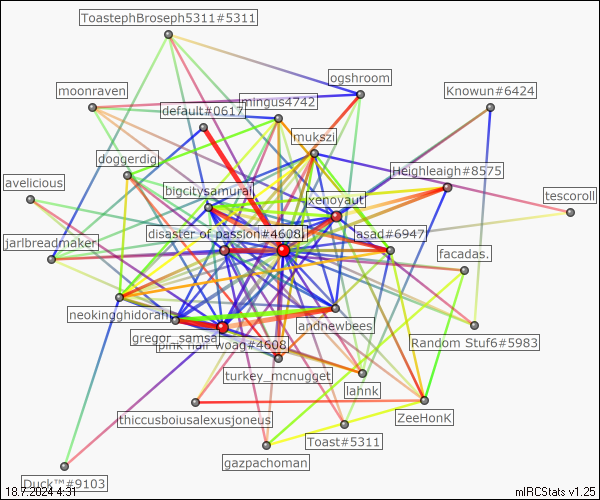 ToastephBroseph5311#5311
ogshroom
moonraven
Knowun#6424
mingus4742
default#0617
mukszi
doggerdig
Heighleigh#8575
avelicious
bigcitysamurai
xenoyaut
tescoroll
disaster of passion#4608
asad#6947
jarlbreadmaker
facadas.
neokingghidorah
andnewbees
gregor_samsa
pink hair woag#4608
Random Stuf6#5983
turkey_mcnugget
lahnk
thiccusboiusalexusjoneus
ZeeHonK
Toast#5311
gazpachoman
Duck™#9103
18.7.2024 4:31
mIRCStats v1.25